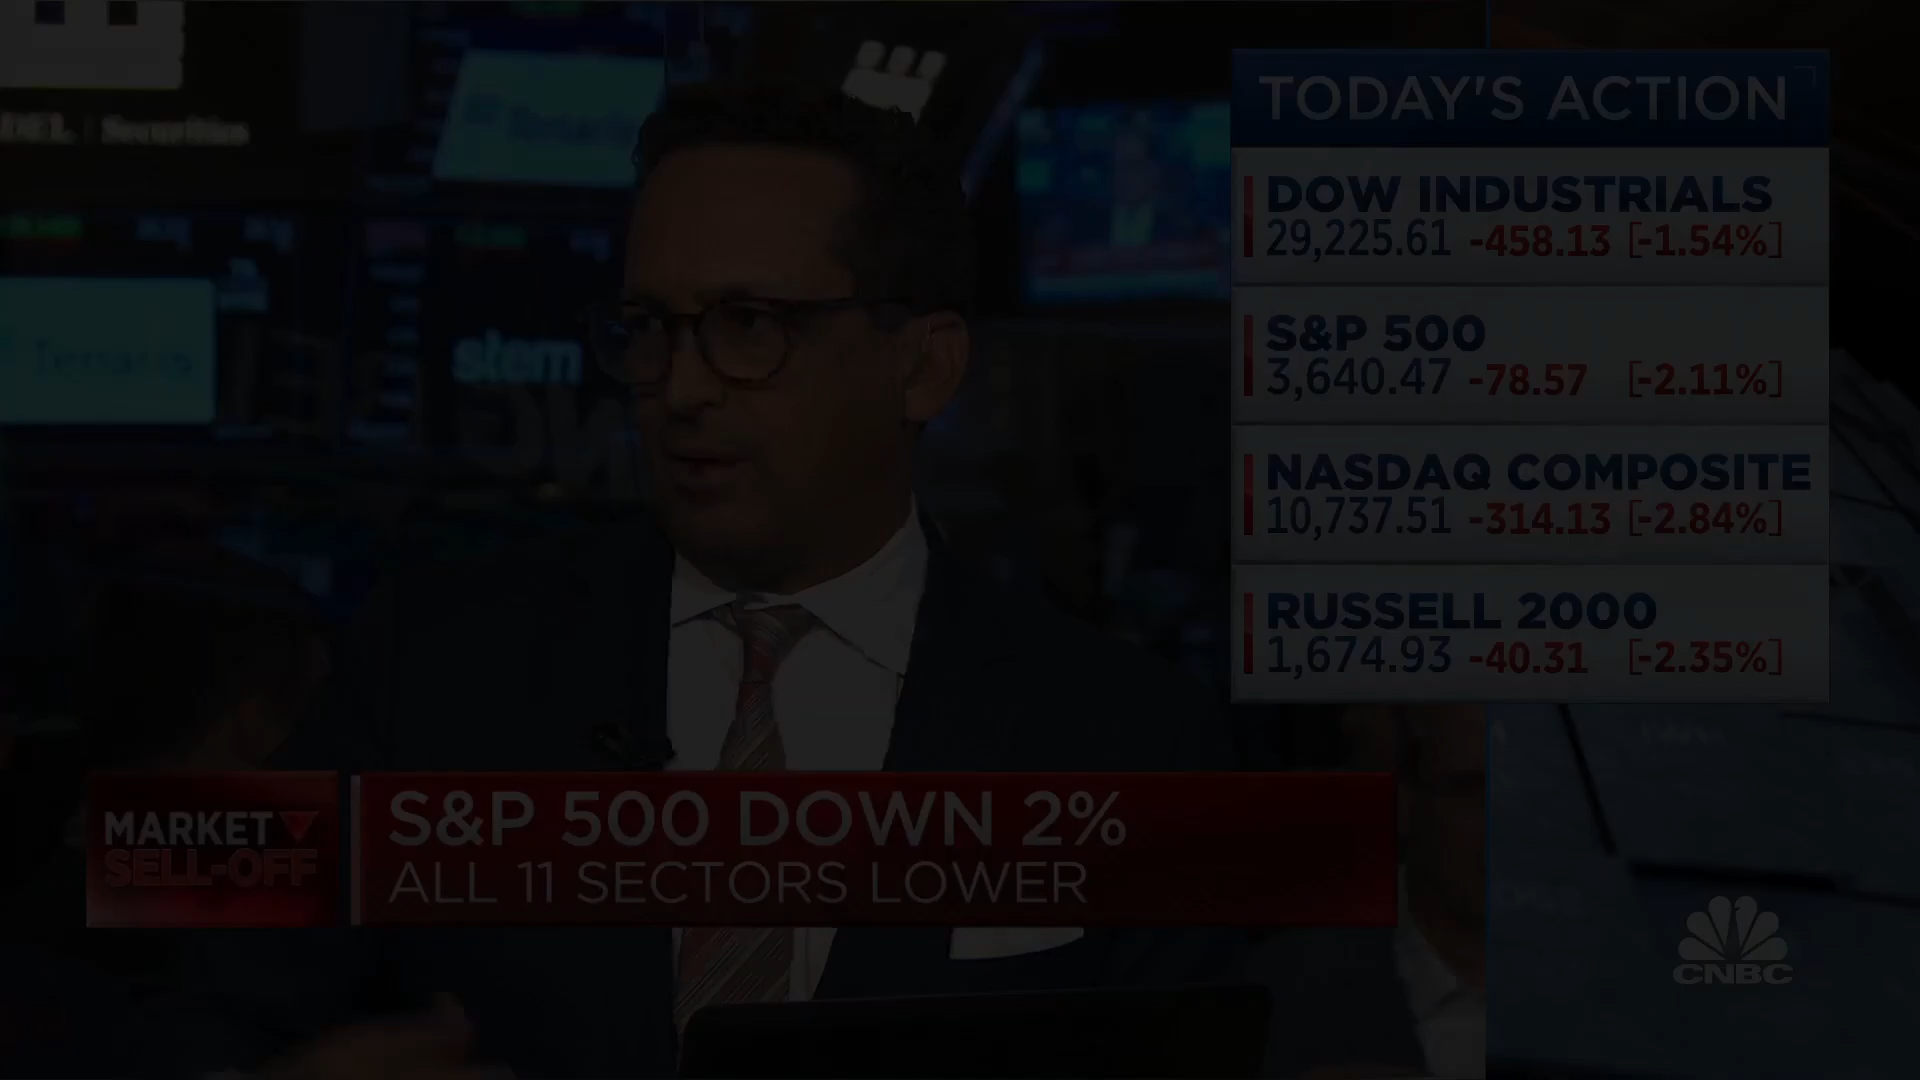 DEL | Securities
stem
TODAY'S ACTION
DOW INDUSTRIALS
29,225.61 -458.13 [-1.54%]
S&P 500
3,640.47 -78.57 [-2.11%]
NASDAQ COMPOSITE
10,737.51 -314.13 [-2.84%]
RUSSELL 2000
1,674.93 -40.31 [-2.35%]
MARKET
SELL-OFF
S&P 500 DOWN 2%
ALL 11 SECTORS LOWER
CNBC